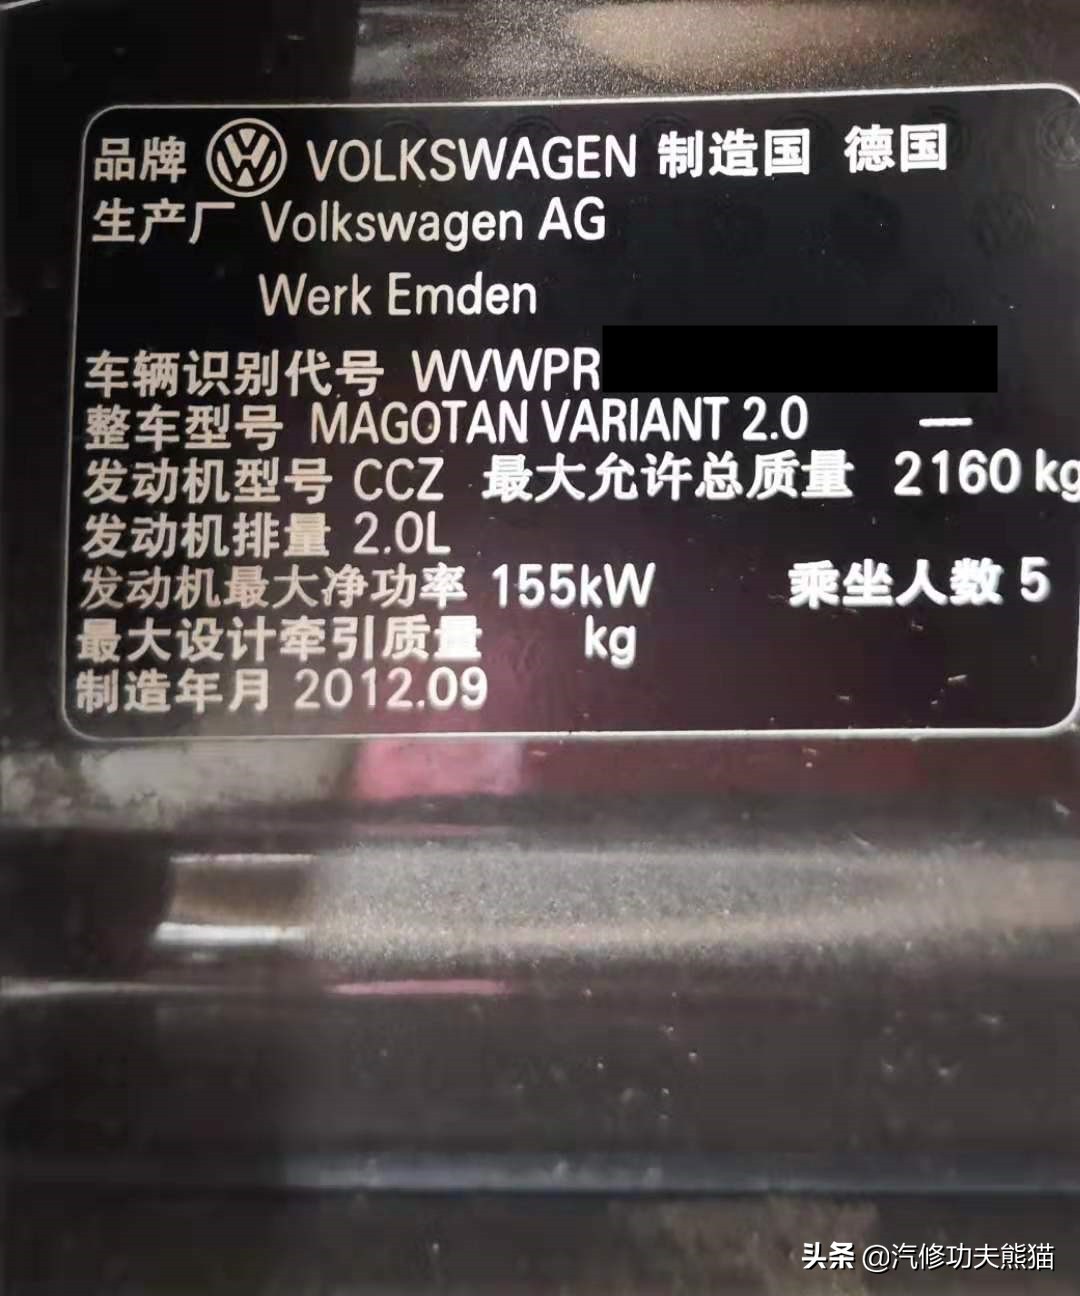 品牌 VOLKSWAGEN 制造国 德国
生产厂 Volkswagen AG
Werk Emden
车辆识别代号 WVWPR
整车型号 MAGOTAN VARIANT 2.0 —
发动机型号 CCZ 最大允许总质量 2160 kg
发动机排量 2.0L
发动机最大净功率 155kW 乘坐人数 5
最大设计牵引质量 kg
制造年月 2012.09
头条 @汽修功夫熊猫